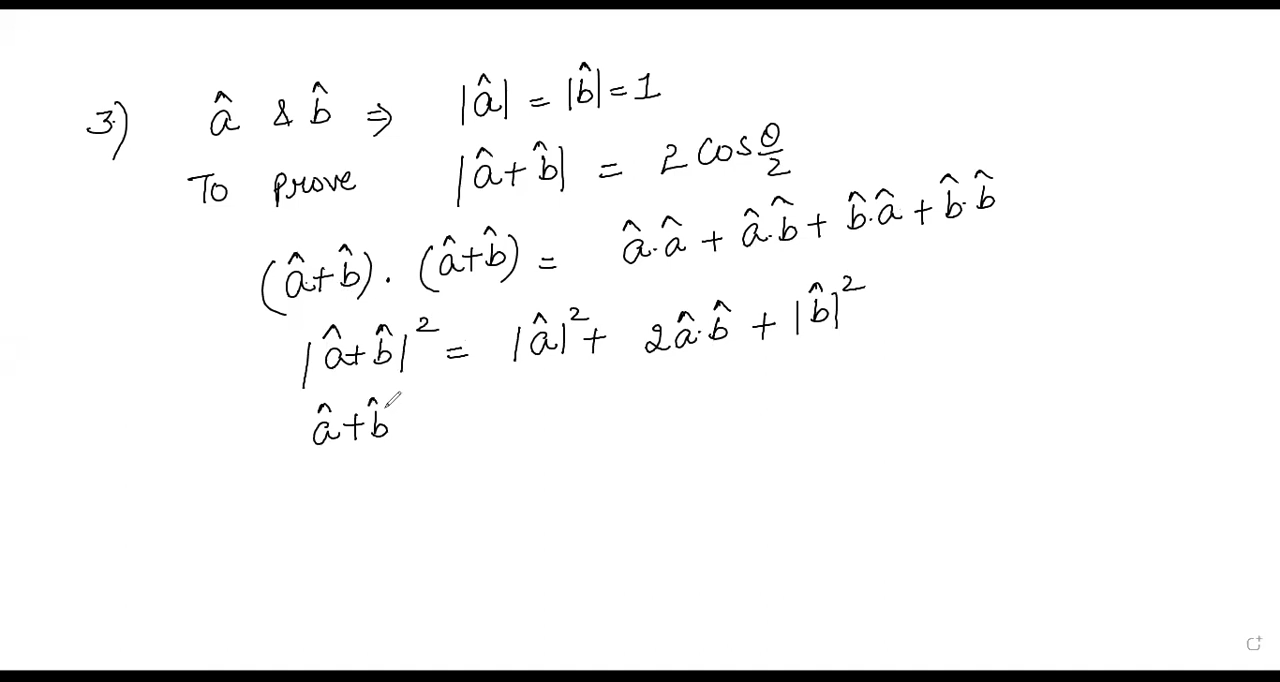 3) â & b̂ ⇒ |â| = |b̂| = 1
To prove |â + b̂| = 2 cos θ/2
(â+b̂) . (â+b̂) = â.â + â.b̂ + b̂.â + b̂.b̂
|â+b̂|² = |â|² + 2â.b̂ + |b̂|²
â+b̂